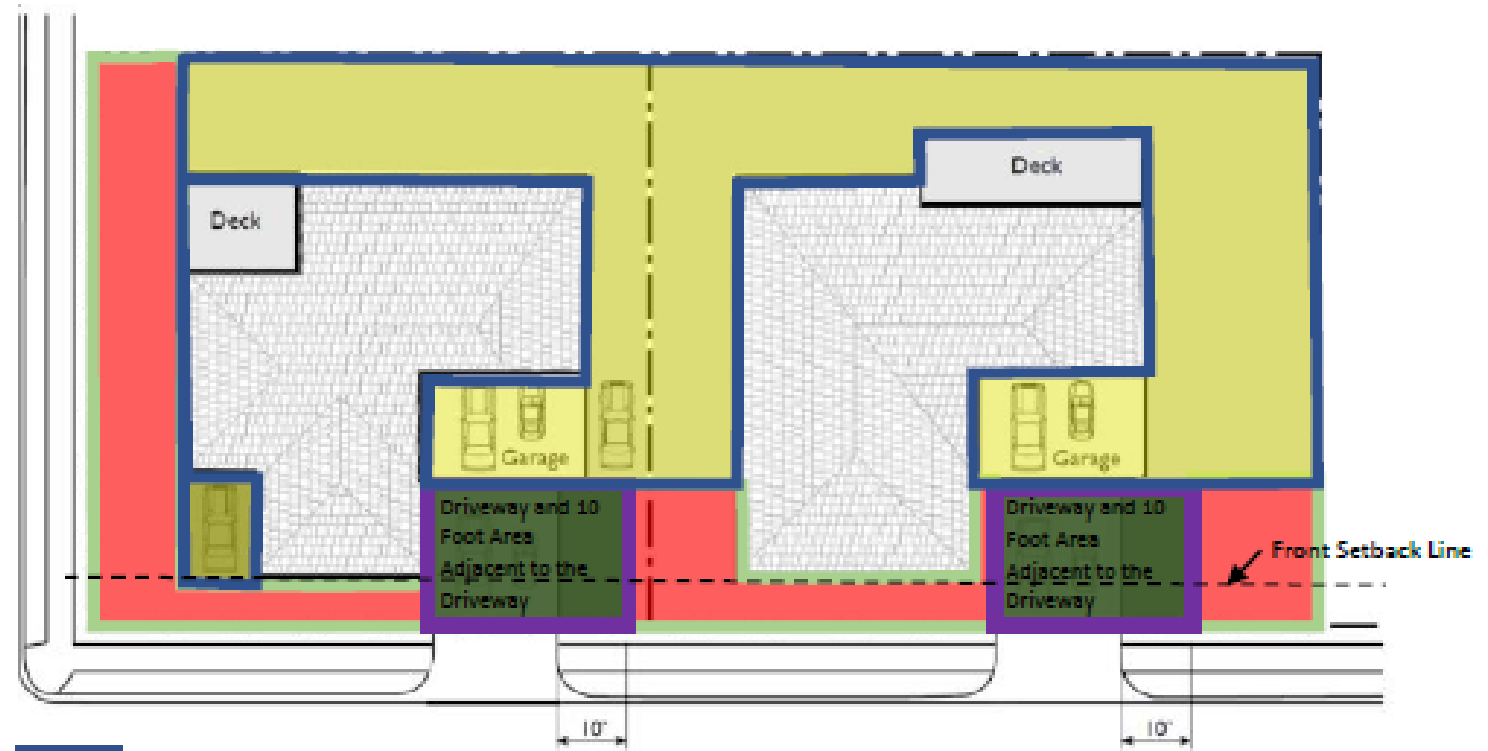 Deck
Deck
Garage
Garage
Driveway and 10
Foot Area
Adjacent to the
Driveway
Driveway and 10
Foot Area
Adjacent to the
Driveway
Front Setback Line
10'
10'